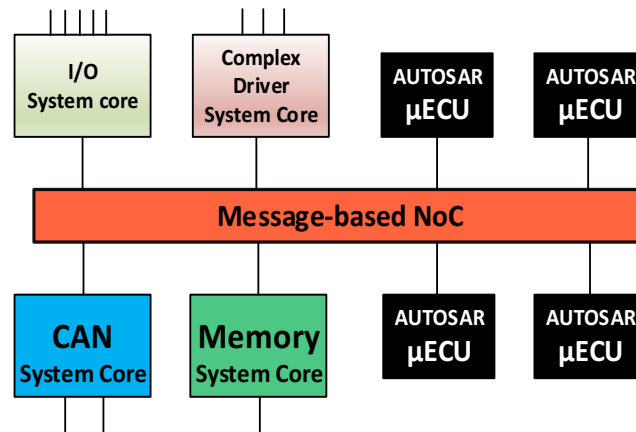 I/O
System core
Complex
Driver
System Core
AUTOSAR
µECU
AUTOSAR
µECU
Message-based NoC
CAN
System Core
Memory
System Core
AUTOSAR
µECU
AUTOSAR
µECU